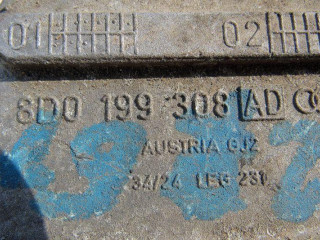 01 02
8D0 199 308 AD
AUSTRIA GJZ
34/24 LEG 231